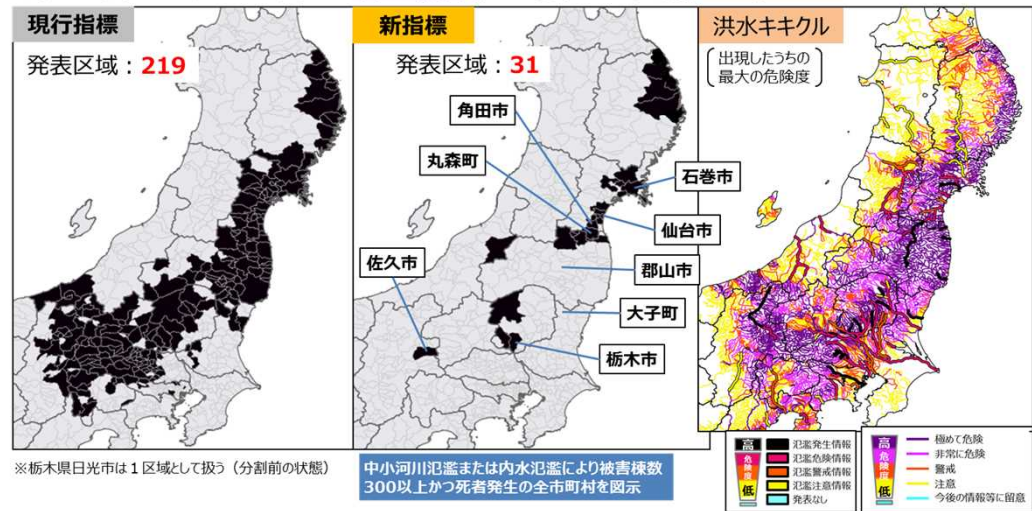 現行指標
発表区域：219
新指標
発表区域：31
角田市
丸森町
石巻市
仙台市
佐久市
郡山市
大子町
栃木市
洪水キキクル
出現したうちの
最大の危険度
※栃木県日光市は１区域として扱う（分割前の状態）
中小河川氾濫または内水氾濫により被害棟数
300以上かつ死者発生の全市町村を図示
高
危険度
低
氾濫発生情報
氾濫危険情報
氾濫警戒情報
氾濫注意情報
発表なし
高
危険度
低
極めて危険
非常に危険
警戒
注意
今後の情報等に留意